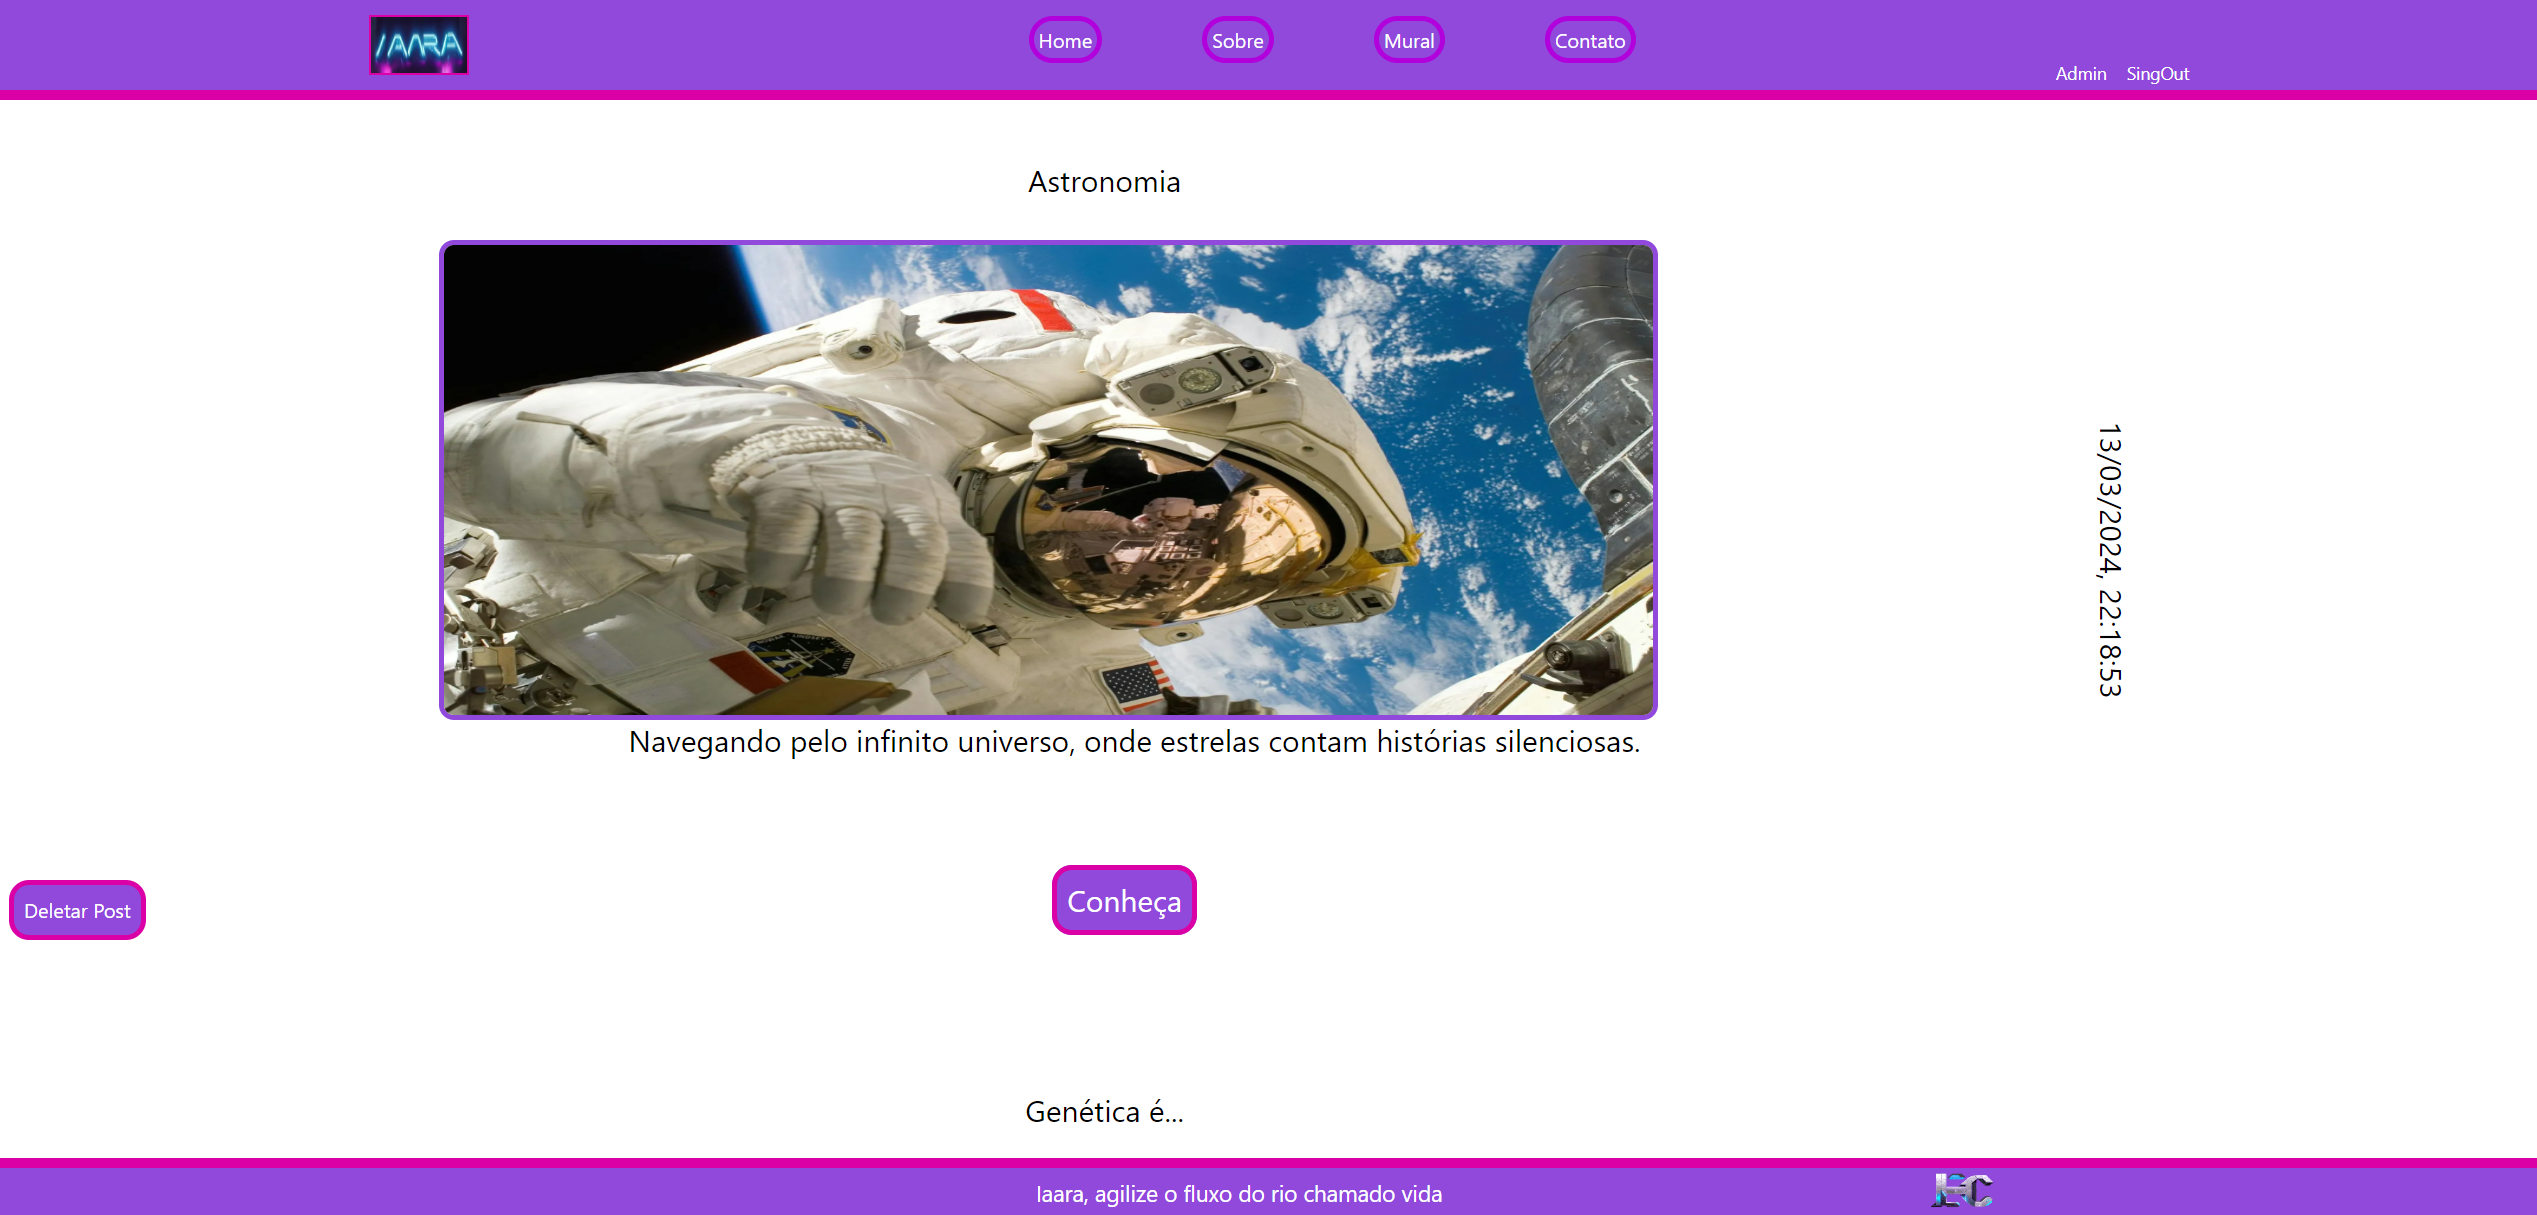 IAARA
Home
Sobre
Mural
Contato
Admin
SingOut
Astronomia
13/03/2024, 22:18:53
Navegando pelo infinito universo, onde estrelas contam histórias silenciosas.
Deletar Post
Conheça
Genética é...
Iaara, agilize o fluxo do rio chamado vida